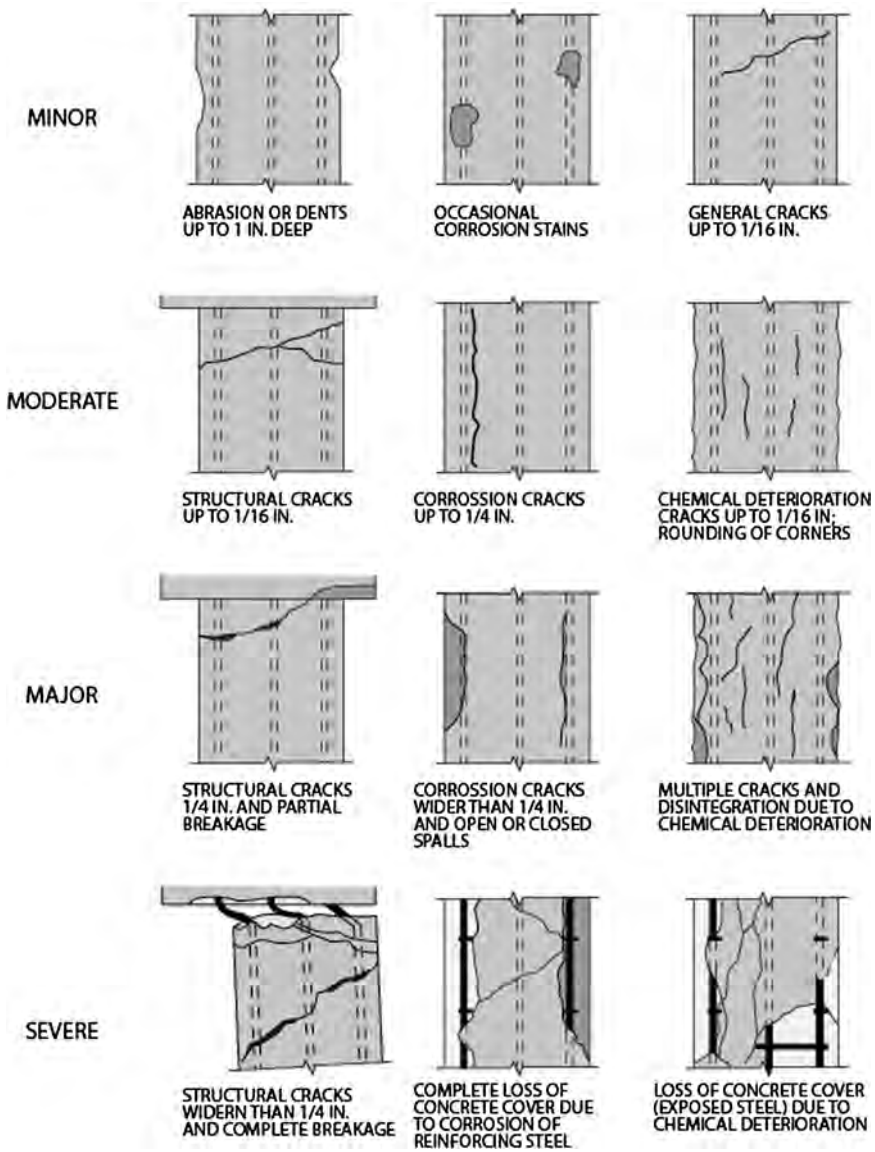 MINOR
ABRASION OR DENTS
UP TO 1 IN. DEEP
OCCASIONAL
CORROSION STAINS
GENERAL CRACKS
UP TO 1/16 IN.
MODERATE
STRUCTURAL CRACKS
UP TO 1/16 IN.
CORROSSION CRACKS
UP TO 1/4 IN.
CHEMICAL DETERIORATION
CRACKS UP TO 1/16 IN;
ROUNDING OF CORNERS
MAJOR
STRUCTURAL CRACKS
1/4 IN. AND PARTIAL
BREAKAGE
CORROSSION CRACKS
WIDER THAN 1/4 IN.
AND OPEN OR CLOSED
SPALLS
MULTIPLE CRACKS AND
DISINTEGRATION DUE TO
CHEMICAL DETERIORATION
SEVERE
STRUCTURAL CRACKS
WIDERN THAN 1/4 IN.
AND COMPLETE BREAKAGE
COMPLETE LOSS OF
CONCRETE COVER DUE
TO CORROSION OF
REINFORCING STEEL
LOSS OF CONCRETE COVER
(EXPOSED STEEL) DUE TO
CHEMICAL DETERIORATION